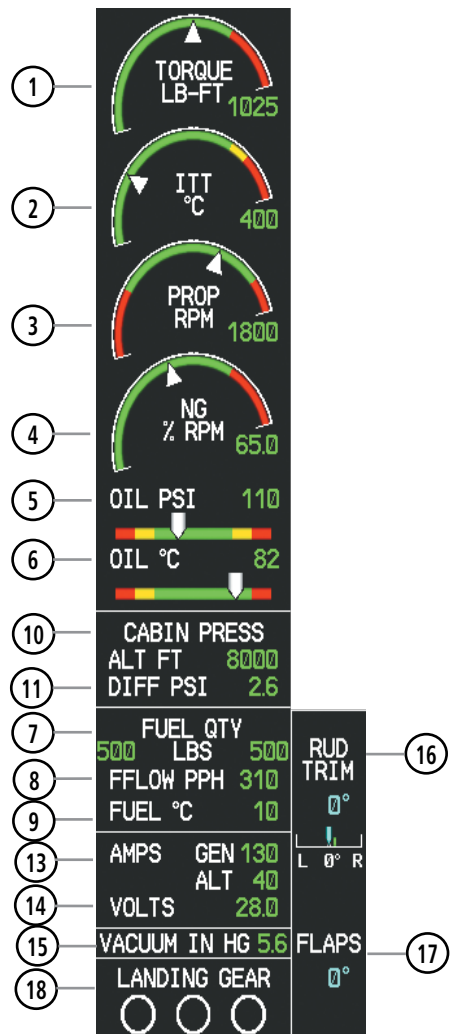 1
TORQUE
LB-FT
1025
2
ITT
°C
400
3
PROP
RPM
1800
4
NG
% RPM
65.0
5
OIL PSI 110
6
OIL °C 82
10
CABIN PRESS
ALT FT 8000
11
DIFF PSI 2.6
7
FUEL QTY
500 LBS 500
8
FFLOW PPH 310
9
FUEL °C 10
13
AMPS GEN 130
ALT 40
14
VOLTS 28.0
15
VACUUM IN HG 5.6
18
LANDING GEAR
16
RUD
TRIM
0°
L 0° R
17
FLAPS
0°